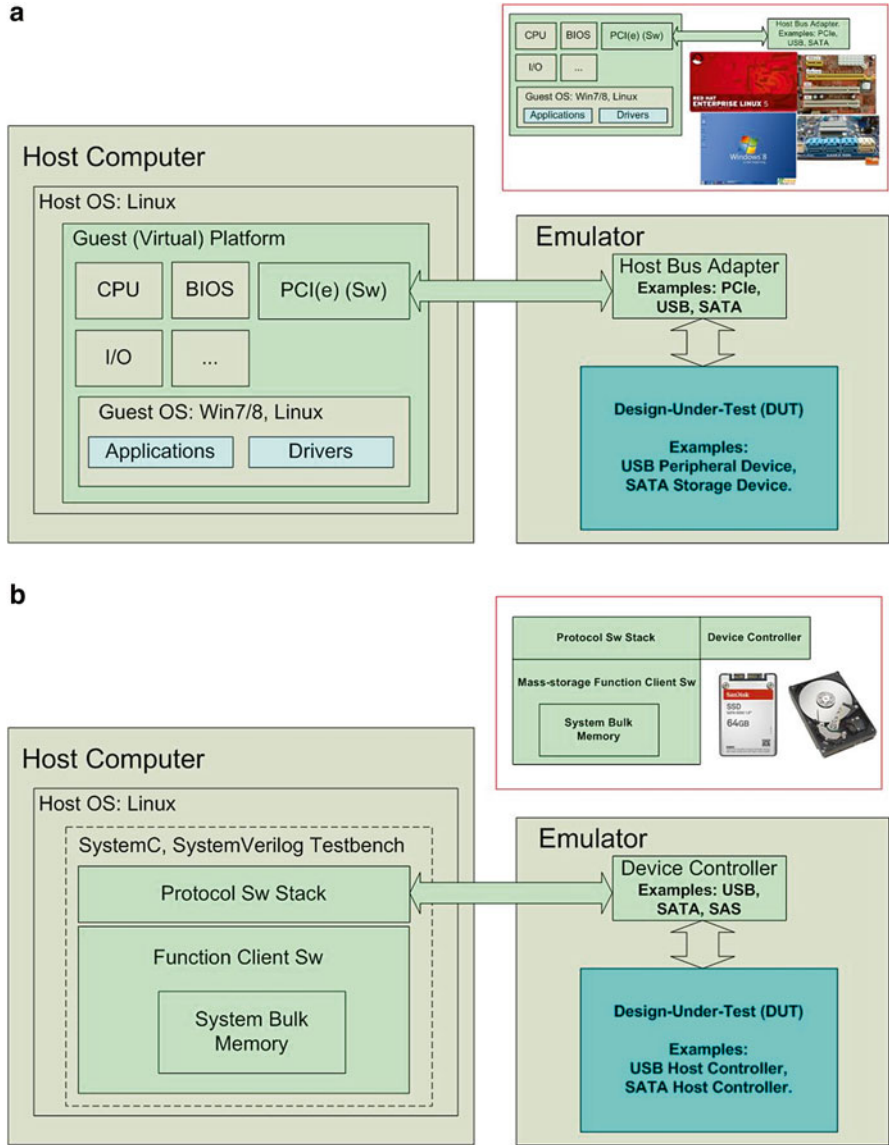 a
CPU
BIOS
PCI(e) (Sw)
Host Bus Adapter.
Examples: PCIe,
USB, SATA
I/O
...
Guest OS: Win7/8, Linux
Applications
Drivers
RED HAT
ENTERPRISE LINUX 5
Windows 8
Host Computer
Host OS: Linux
Guest (Virtual) Platform
CPU
BIOS
PCI(e) (Sw)
I/O
...
Guest OS: Win7/8, Linux
Applications
Drivers
Emulator
Host Bus Adapter
Examples: PCIe,
USB, SATA
Design-Under-Test (DUT)
Examples:
USB Peripheral Device,
SATA Storage Device.
b
Protocol Sw Stack
Device Controller
Mass-storage Function Client Sw
System Bulk
Memory
SanDisk
SSD
64GB
Host Computer
Host OS: Linux
SystemC, SystemVerilog Testbench
Protocol Sw Stack
Function Client Sw
System Bulk
Memory
Emulator
Device Controller
Examples: USB,
SATA, SAS
Design-Under-Test (DUT)
Examples:
USB Host Controller,
SATA Host Controller.